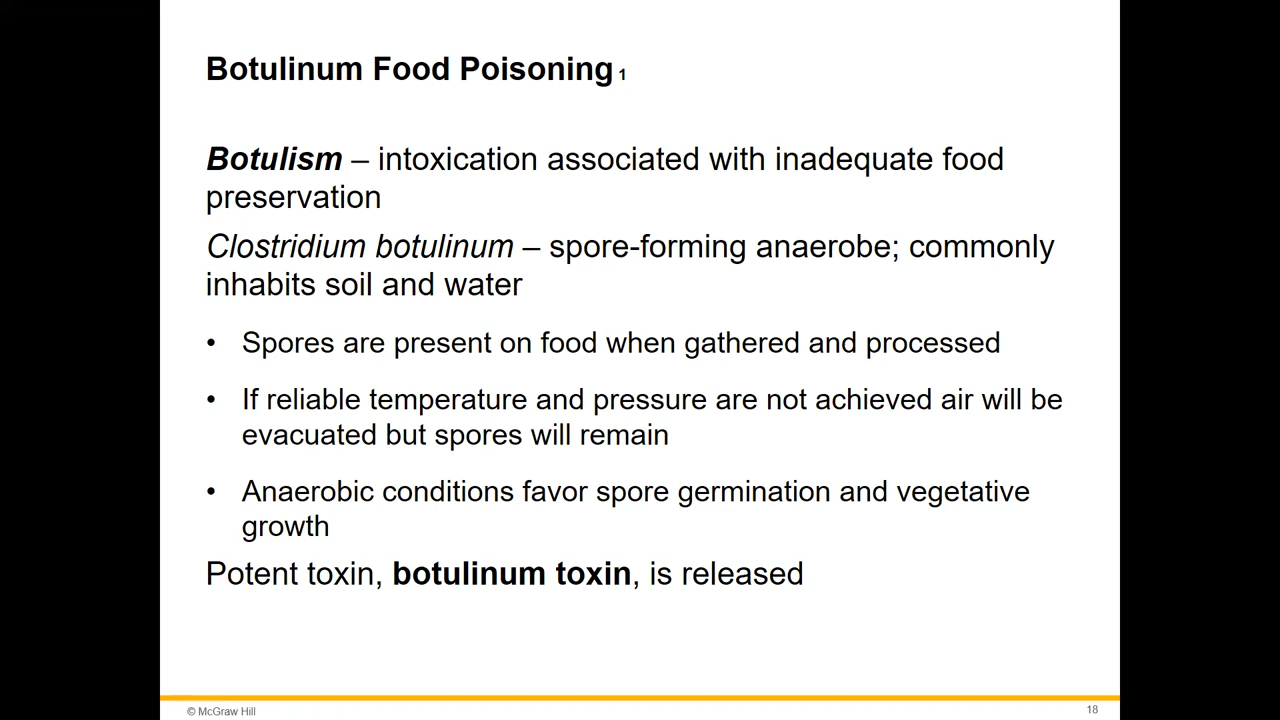 Botulinum Food Poisoning 1
Botulism – intoxication associated with inadequate food
preservation
Clostridium botulinum – spore-forming anaerobe; commonly
inhabits soil and water
• Spores are present on food when gathered and processed
• If reliable temperature and pressure are not achieved air will be
evacuated but spores will remain
• Anaerobic conditions favor spore germination and vegetative
growth
Potent toxin, botulinum toxin, is released
© McGraw Hill
18